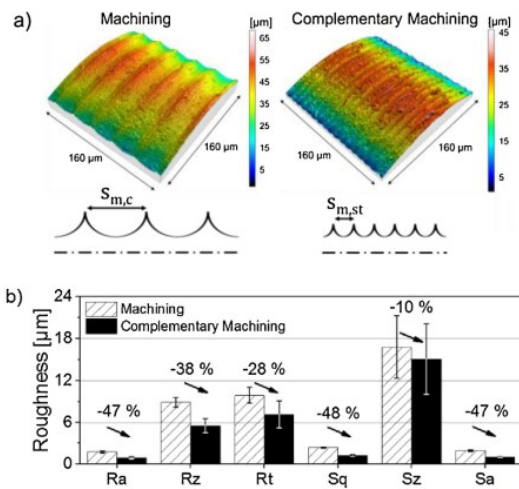 a)
Machining
Complementary Machining
[µm]
65
55
45
35
25
15
5
160 µm
160 µm
[µm]
45
35
25
15
5
160 µm
160 µm
Sm,c
Sm,st
b)
Roughness [µm]
24
18
12
6
0
Machining
Complementary Machining
-47 %
-38 %
-28 %
-48 %
-10 %
-47 %
Ra
Rz
Rt
Sq
Sz
Sa